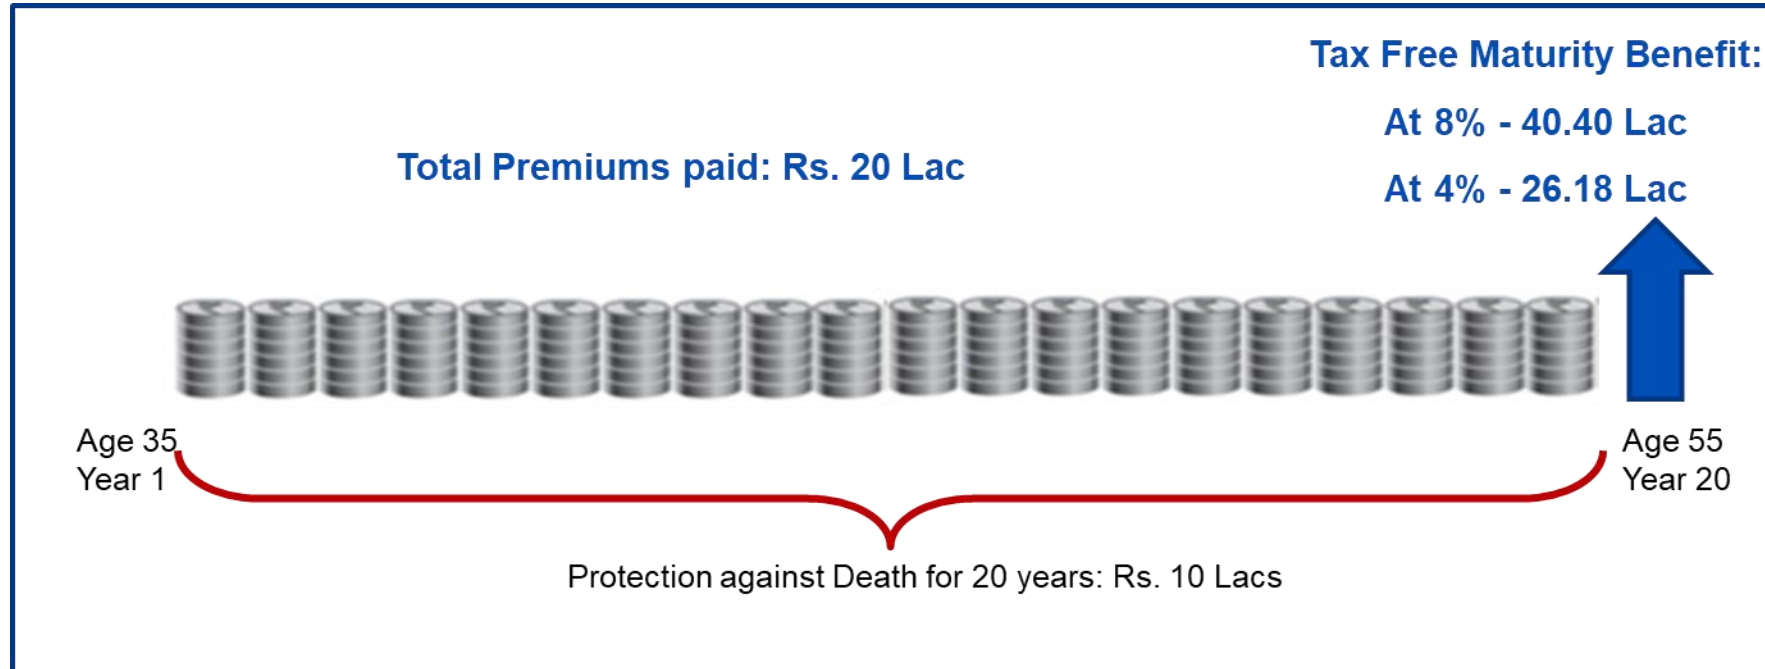 Tax Free Maturity Benefit:
At 8% - 40.40 Lac
Total Premiums paid: Rs. 20 Lac
At 4% - 26.18 Lac
Age 35
Year 1
Age 55
Year 20
Protection against Death for 20 years: Rs. 10 Lacs